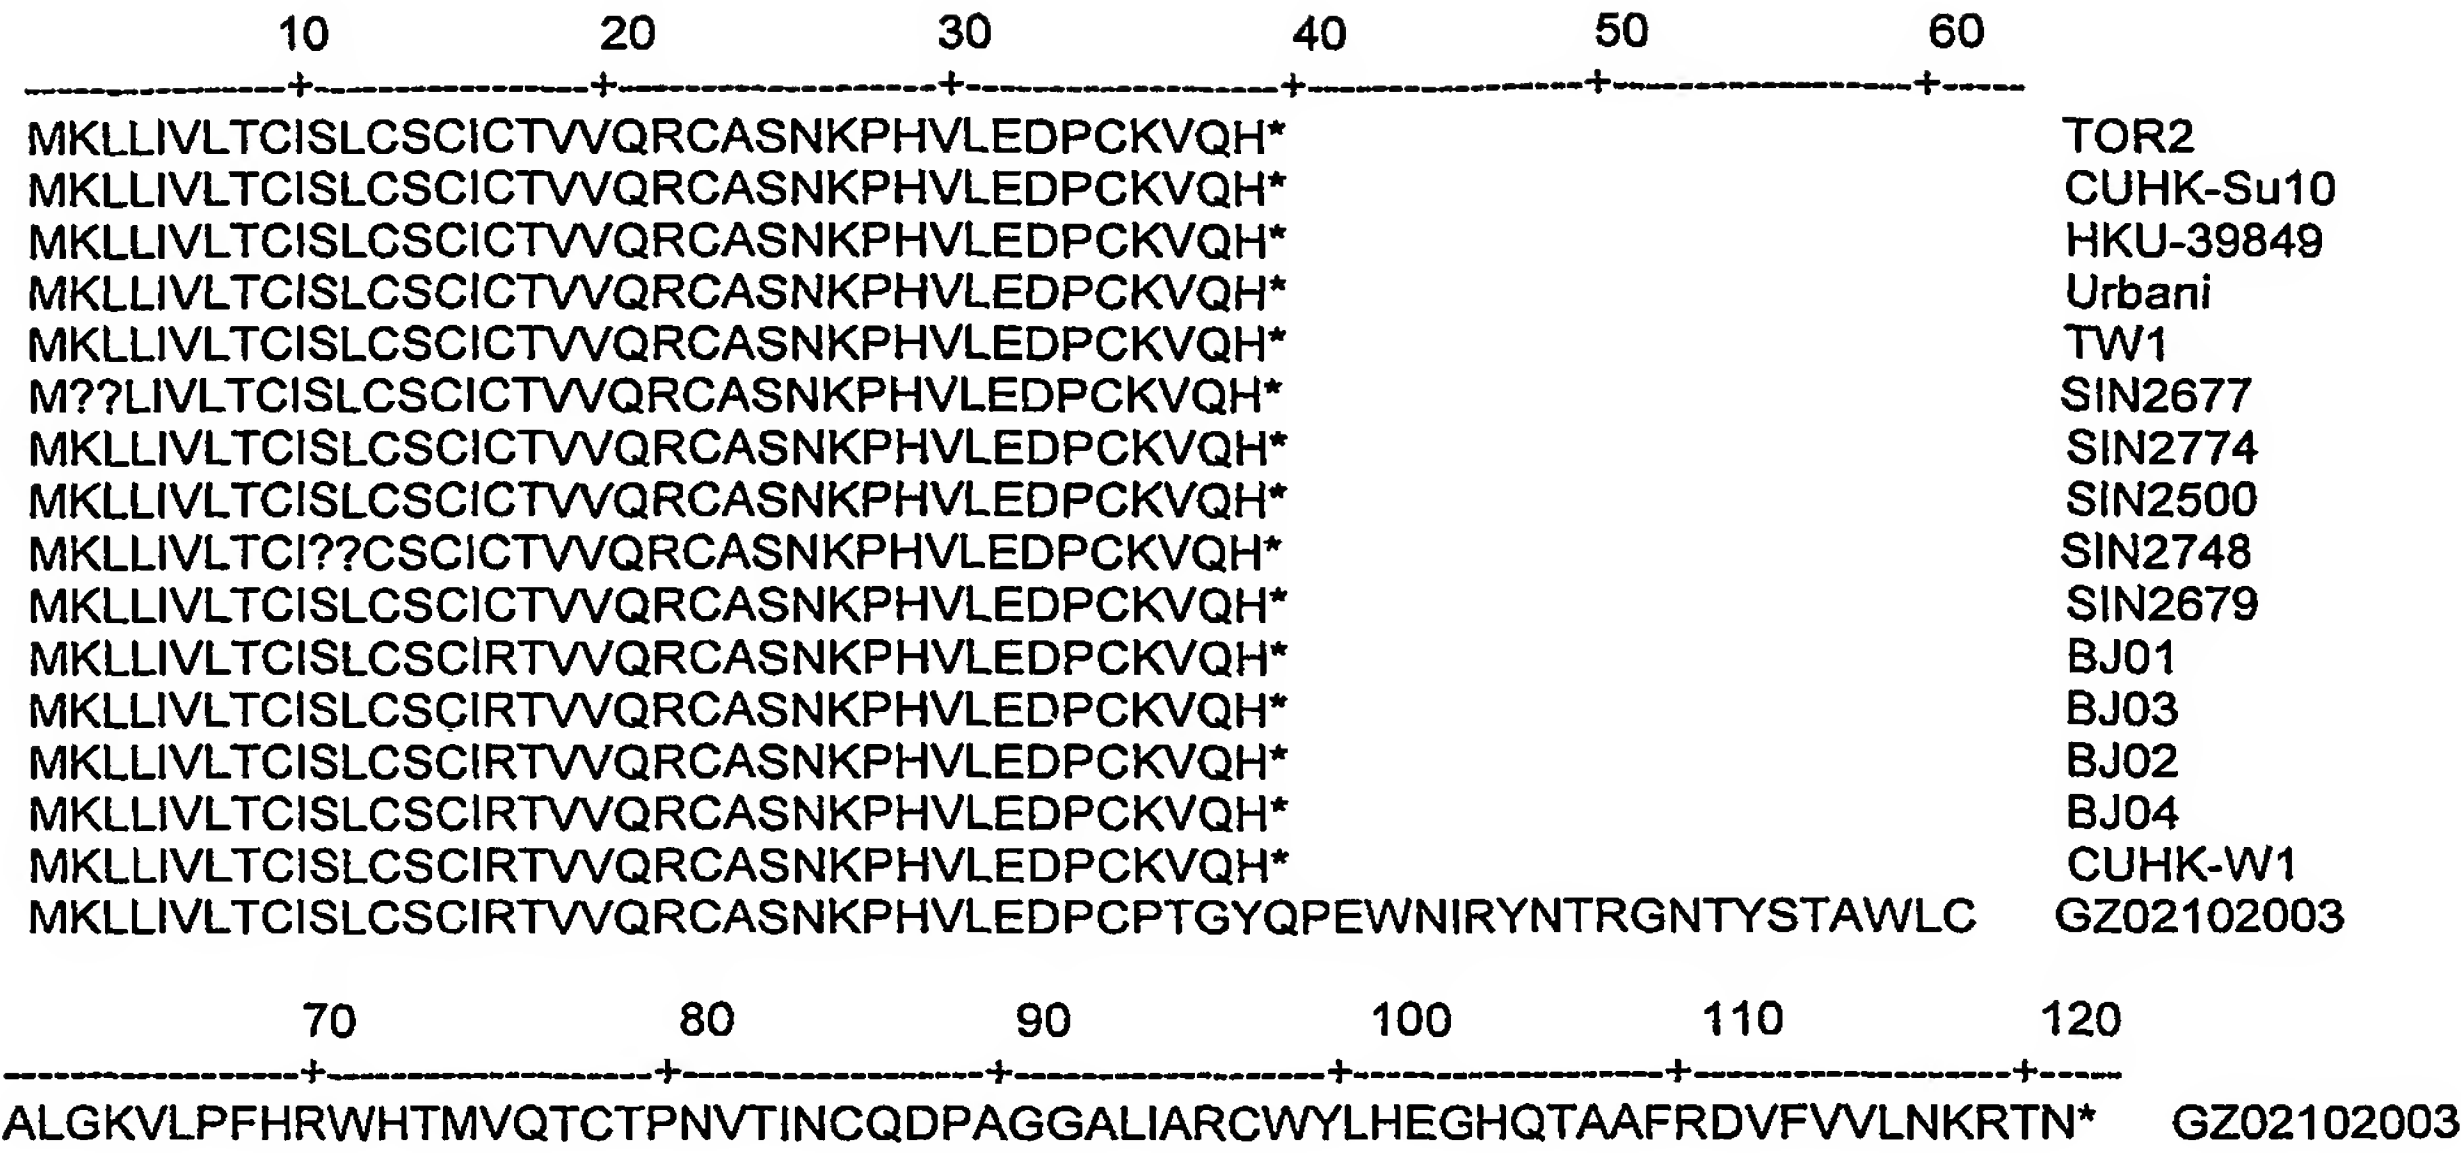 10 20 30 40 50 60
--------------+---------------+----------------+----------------+---------------+---------------+----
MKLLIVLTCISLCSCICTVVQRCASNKPHVLEDPCKVQH* TOR2
MKLLIVLTCISLCSCICTVVQRCASNKPHVLEDPCKVQH* CUHK-Su10
MKLLIVLTCISLCSCICTVVQRCASNKPHVLEDPCKVQH* HKU-39849
MKLLIVLTCISLCSCICTVVQRCASNKPHVLEDPCKVQH* Urbani
MKLLIVLTCISLCSCICTVVQRCASNKPHVLEDPCKVQH* TW1
M??LIVLTCISLCSCICTVVQRCASNKPHVLEDPCKVQH* SIN2677
MKLLIVLTCISLCSCICTVVQRCASNKPHVLEDPCKVQH* SIN2774
MKLLIVLTCISLCSCICTVVQRCASNKPHVLEDPCKVQH* SIN2500
MKLLIVLTCI??CSCICTVVQRCASNKPHVLEDPCKVQH* SIN2748
MKLLIVLTCISLCSCICTVVQRCASNKPHVLEDPCKVQH* SIN2679
MKLLIVLTCISLCSCIRTVVQRCASNKPHVLEDPCKVQH* BJ01
MKLLIVLTCISLCSCIRTVVQRCASNKPHVLEDPCKVQH* BJ03
MKLLIVLTCISLCSCIRTVVQRCASNKPHVLEDPCKVQH* BJ02
MKLLIVLTCISLCSCIRTVVQRCASNKPHVLEDPCKVQH* BJ04
MKLLIVLTCISLCSCIRTVVQRCASNKPHVLEDPCKVQH* CUHK-W1
MKLLIVLTCISLCSCIRTVVQRCASNKPHVLEDPCPTGYQPEWNIRYNTRGNTYSTAWLC GZ02102003
70 80 90 100 110 120
----------------+-----------------+----------------+----------------+----------------+----------------+----
ALGKVLPFHRWHTMVQTCTPNVTINCQDPAGGALIARCWYLHEGHQTAAFRDVFVVLNKRTN* GZ02102003